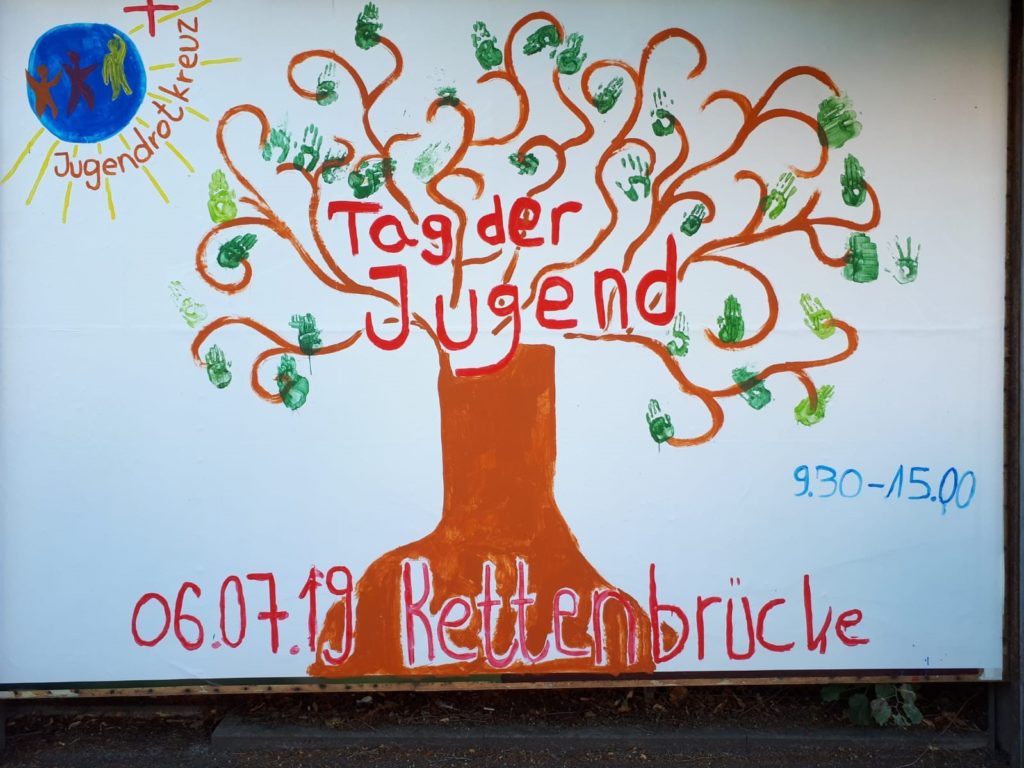 Jugendrotkreuz
Tag der
Jugend
9.30-15.00
06.07.19 Kettenbrücke